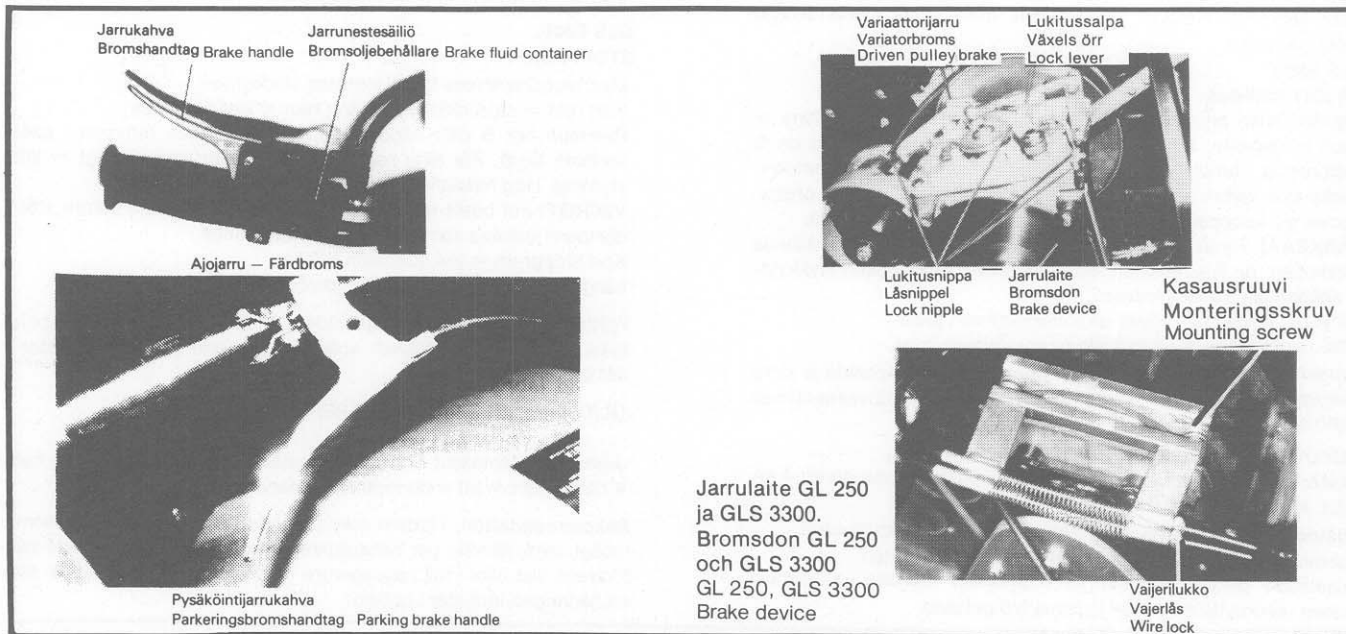 Jarrukahva
Bromshandtag Brake handle
Jarrunestesäiliö
Bromsoljebehållare Brake fluid container
Ajojarru — Färdbroms
Pysäköintijarrukahva
Parkeringsbromshandtag Parking brake handle
Variaattorijarru
Variatorbroms
Driven pulley brake
Lukitussalpa
Växels örr
Lock lever
Lukitusnippa
Låsnippel
Lock nipple
Jarrulaite
Bromsdon
Brake device
Kasausruuvi
Monteringsskruv
Mounting screw
Jarrulaite GL 250
ja GLS 3300.
Bromsdon GL 250
och GLS 3300
GL 250, GLS 3300
Brake device
Vaijerilukko
Vajerlås
Wire lock